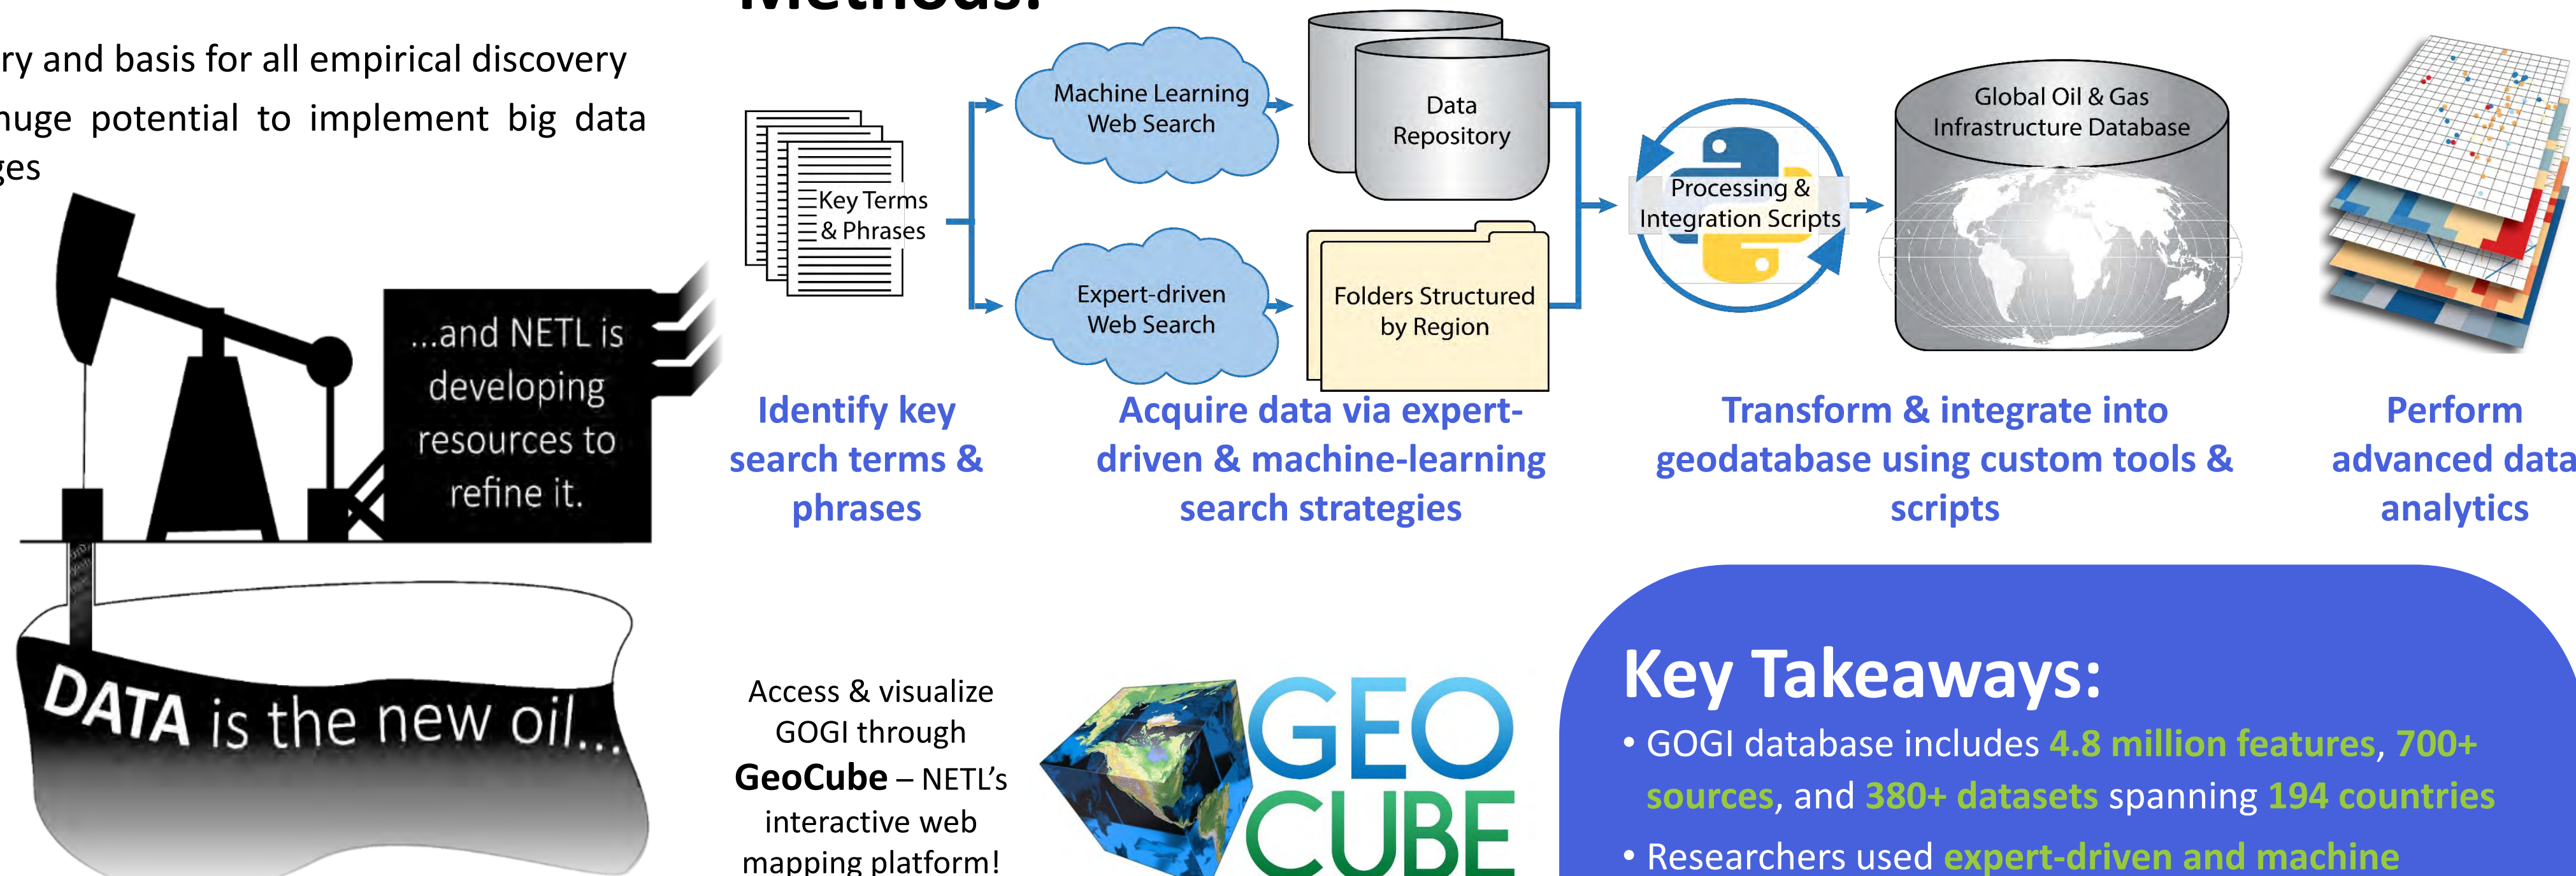 Methods:
ry and basis for all empirical discovery
huge potential to implement big data
ges
...and NETL is
developing
resources to
refine it.
DATA is the new oil...
Key Terms
& Phrases
Machine Learning
Web Search
Expert-driven
Web Search
Data
Repository
Folders Structured
by Region
Processing &
Integration Scripts
Global Oil & Gas
Infrastructure Database
Identify key
search terms &
phrases
Acquire data via expert-
driven & machine-learning
search strategies
Transform & integrate into
geodatabase using custom tools &
scripts
Perform
advanced data
analytics
Access & visualize
GOGI through
GeoCube – NETL's
interactive web
mapping platform!
GEO
CUBE
Key Takeaways:
• GOGI database includes 4.8 million features, 700+
sources, and 380+ datasets spanning 194 countries
• Researchers used expert-driven and machine